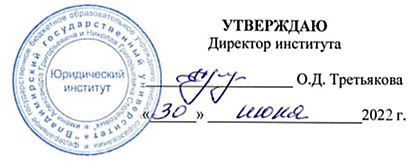 УТВЕРЖДАЮ
Директор института
Юридический
институт
О.Д. Третьякова
«30» июня 2022 г.